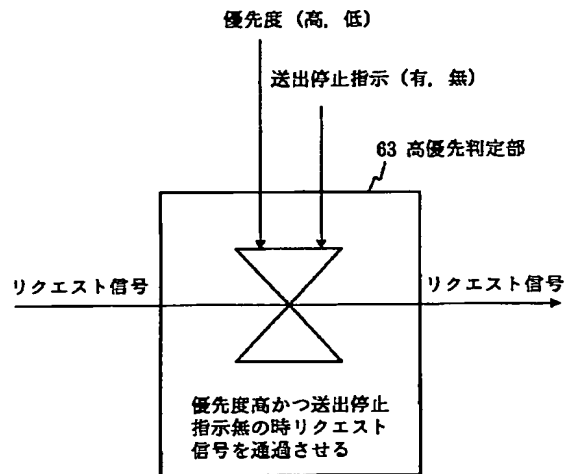 優先度（高，低）
送出停止指示（有，無）
63 高優先判定部
リクエスト信号
リクエスト信号
優先度高かつ送出停止
指示無の時リクエスト
信号を通過させる